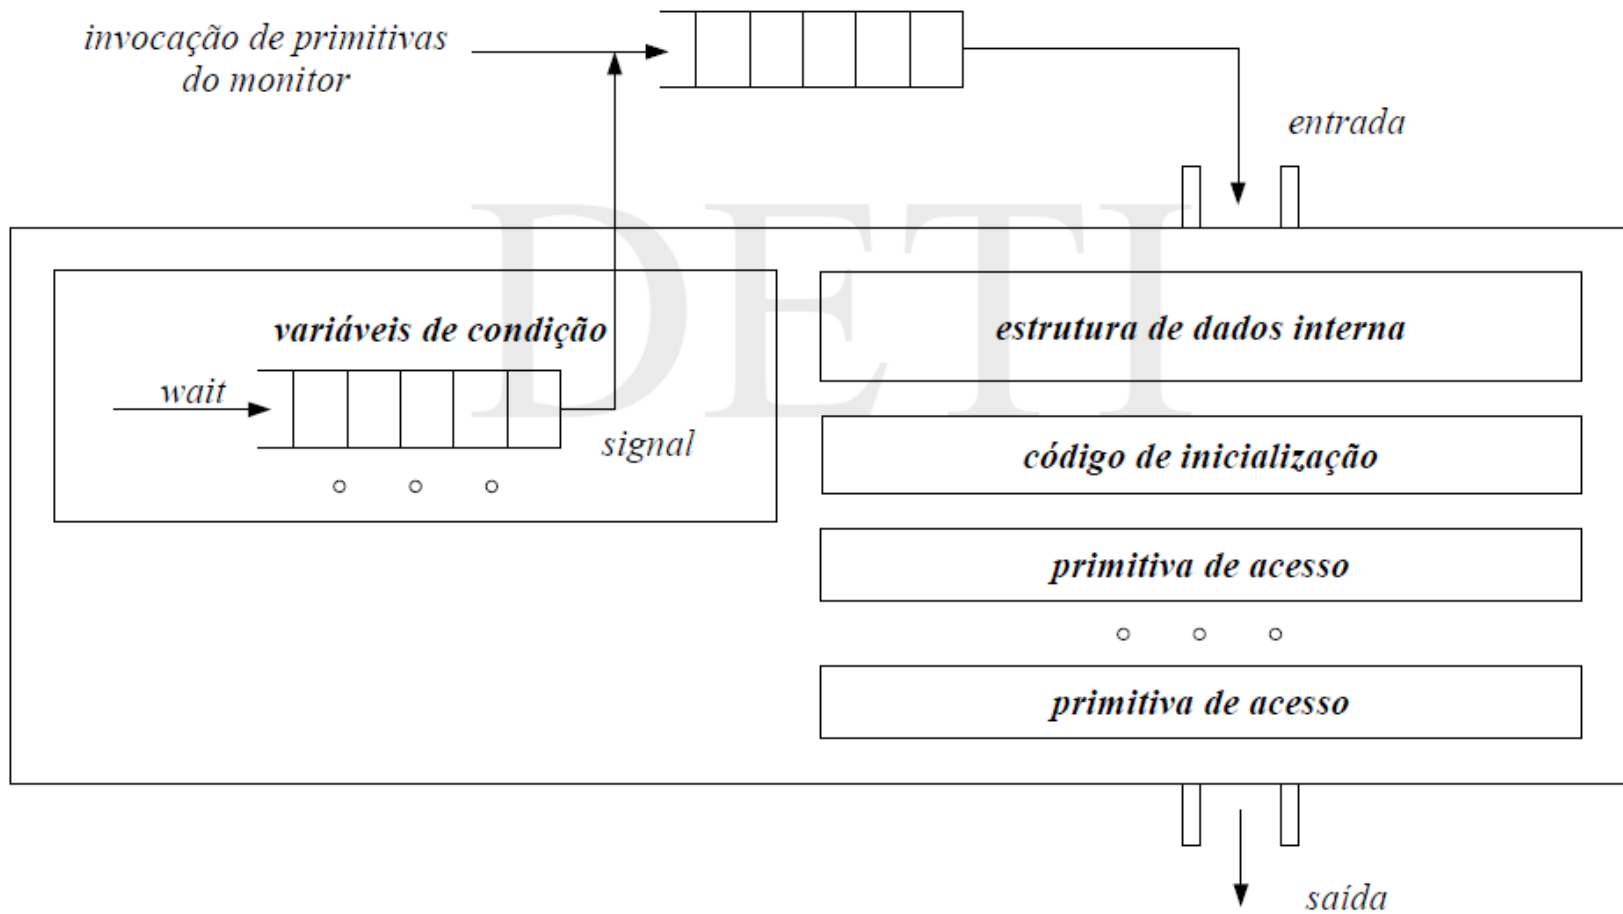 invocação de primitivas
do monitor
entrada
DETI
variáveis de condição
wait
signal
estrutura de dados interna
código de inicialização
primitiva de acesso
primitiva de acesso
saída